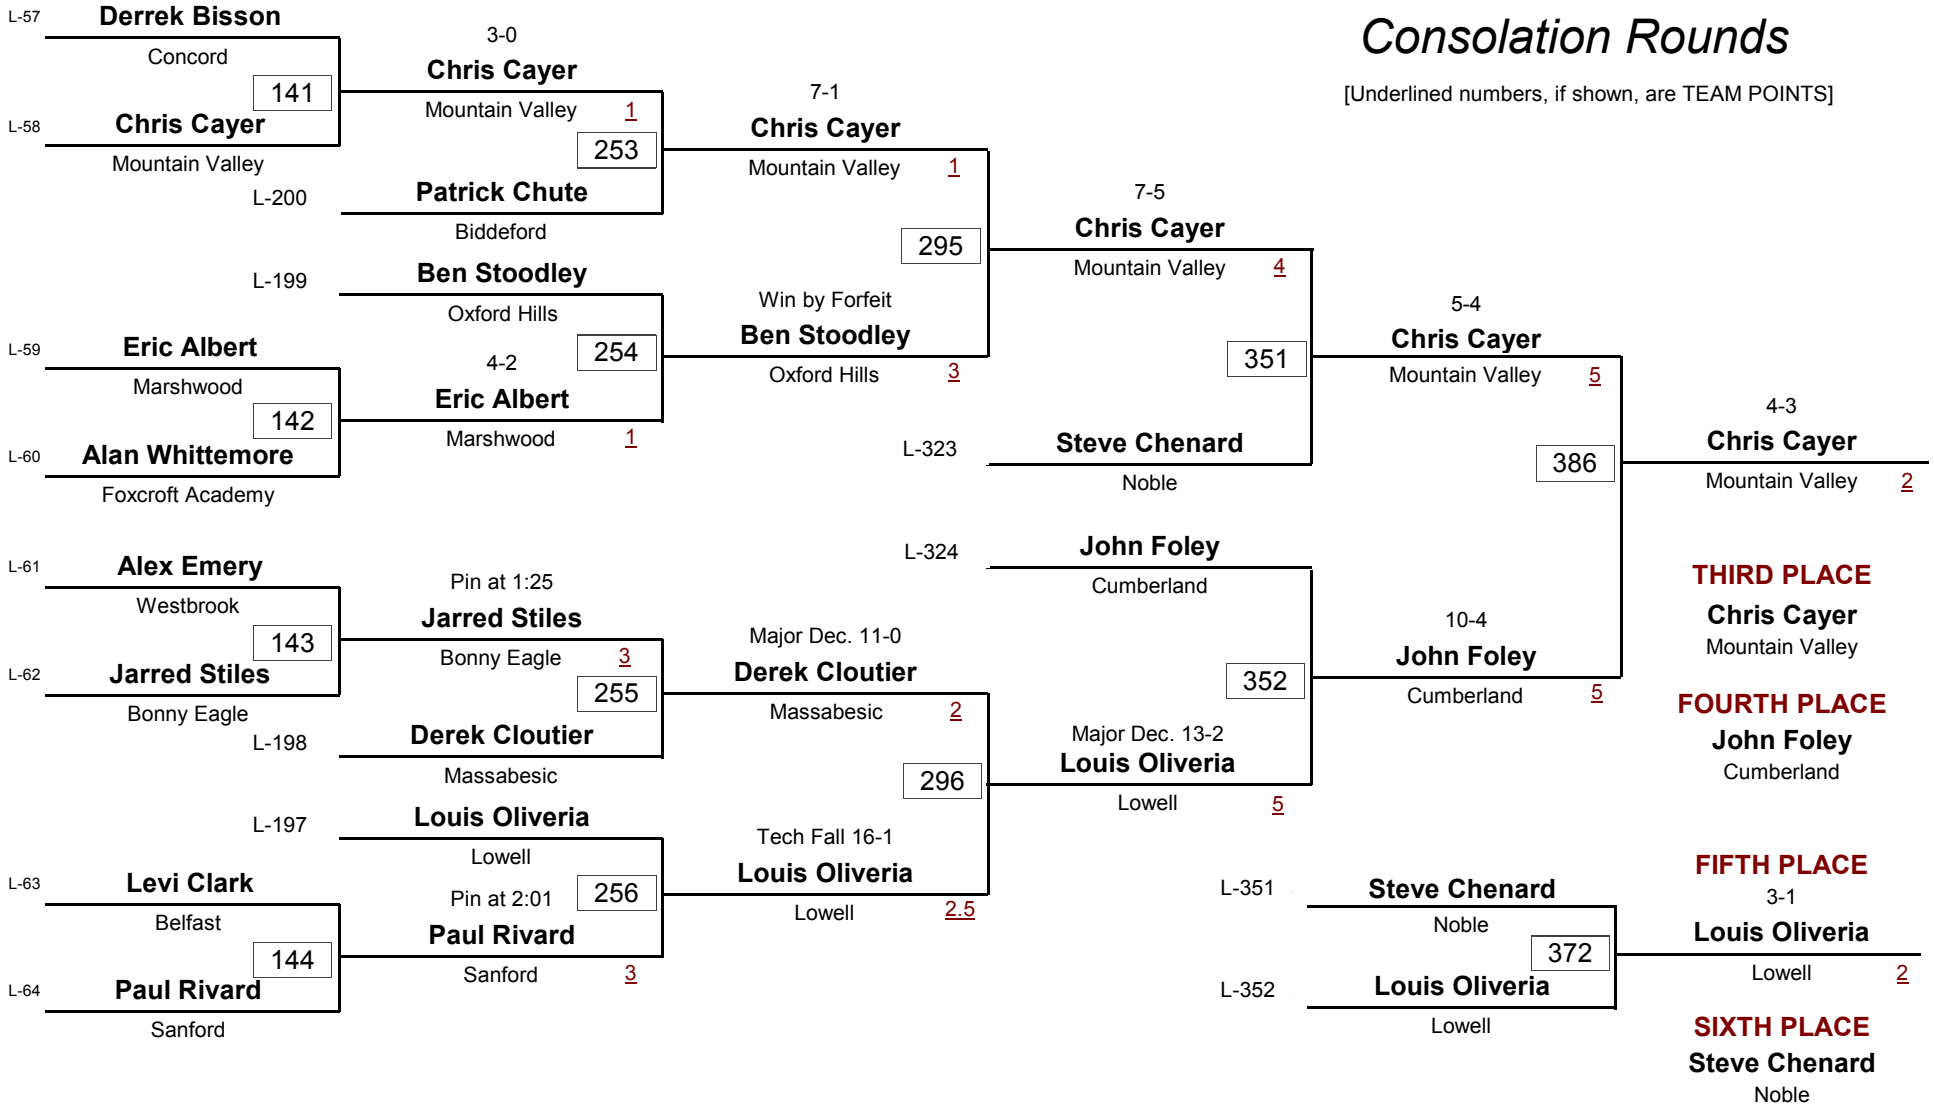 Consolation Rounds
[Underlined numbers, if shown, are TEAM POINTS]
L-57
Derrek Bisson
Concord
141
L-58
Chris Cayer
Mountain Valley
3-0
Chris Cayer
Mountain Valley 1
253
L-200
Patrick Chute
Biddeford
7-1
Chris Cayer
Mountain Valley 1
L-199
Ben Stoodley
Oxford Hills
254
L-59
Eric Albert
Marshwood
142
L-60
Alan Whittemore
Foxcroft Academy
4-2
Eric Albert
Marshwood 1
Win by Forfeit
Ben Stoodley
Oxford Hills 3
295
7-5
Chris Cayer
Mountain Valley 4
351
L-323
Steve Chenard
Noble
5-4
Chris Cayer
Mountain Valley 5
386
4-3
Chris Cayer
Mountain Valley 2
L-61
Alex Emery
Westbrook
143
L-62
Jarred Stiles
Bonny Eagle
Pin at 1:25
Jarred Stiles
Bonny Eagle 3
255
L-198
Derek Cloutier
Massabesic
Major Dec. 11-0
Derek Cloutier
Massabesic 2
L-197
Louis Oliveria
Lowell
256
L-63
Levi Clark
Belfast
144
L-64
Paul Rivard
Sanford
Pin at 2:01
Paul Rivard
Sanford 3
Tech Fall 16-1
Louis Oliveria
Lowell 2.5
296
L-324
John Foley
Cumberland
352
Major Dec. 13-2
Louis Oliveria
Lowell 5
10-4
John Foley
Cumberland 5
THIRD PLACE
Chris Cayer
Mountain Valley
FOURTH PLACE
John Foley
Cumberland
L-351
Steve Chenard
Noble
372
L-352
Louis Oliveria
Lowell
FIFTH PLACE
3-1
Louis Oliveria
Lowell 2
SIXTH PLACE
Steve Chenard
Noble